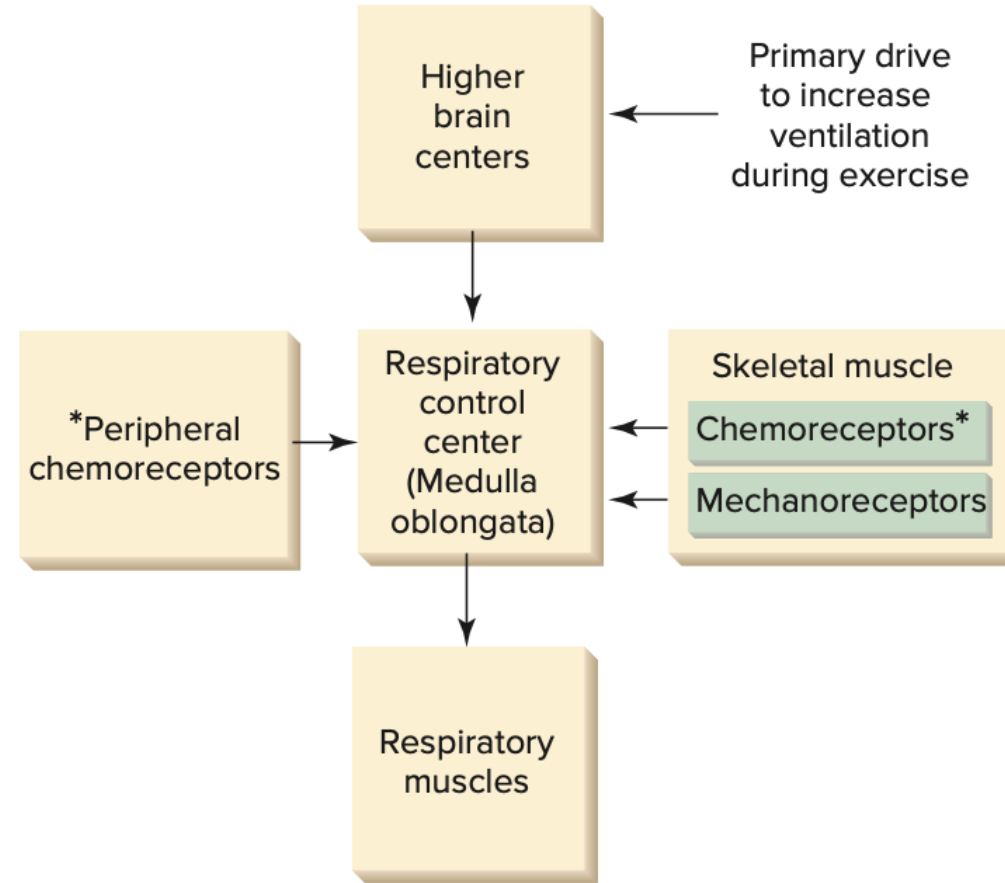 Higher
brain
centers
Primary drive
to increase
ventilation
during exercise
*Peripheral
chemoreceptors
Respiratory
control
center
(Medulla
oblongata)
Skeletal muscle
Chemoreceptors*
Mechanoreceptors
Respiratory
muscles